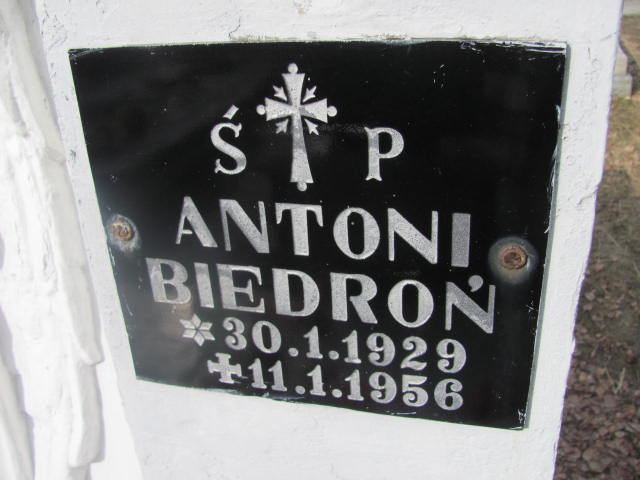 Ś P
ANTONI
BIEDROŃ
30.1.1929
11.1.1956